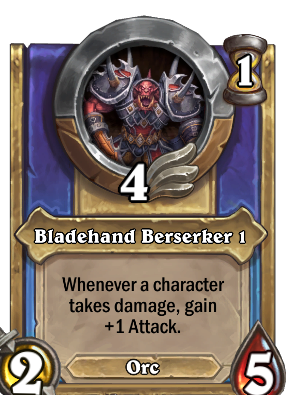 1
4
Bladehand Berserker 1
Whenever a character
takes damage, gain
+1 Attack.
2
Orc
5